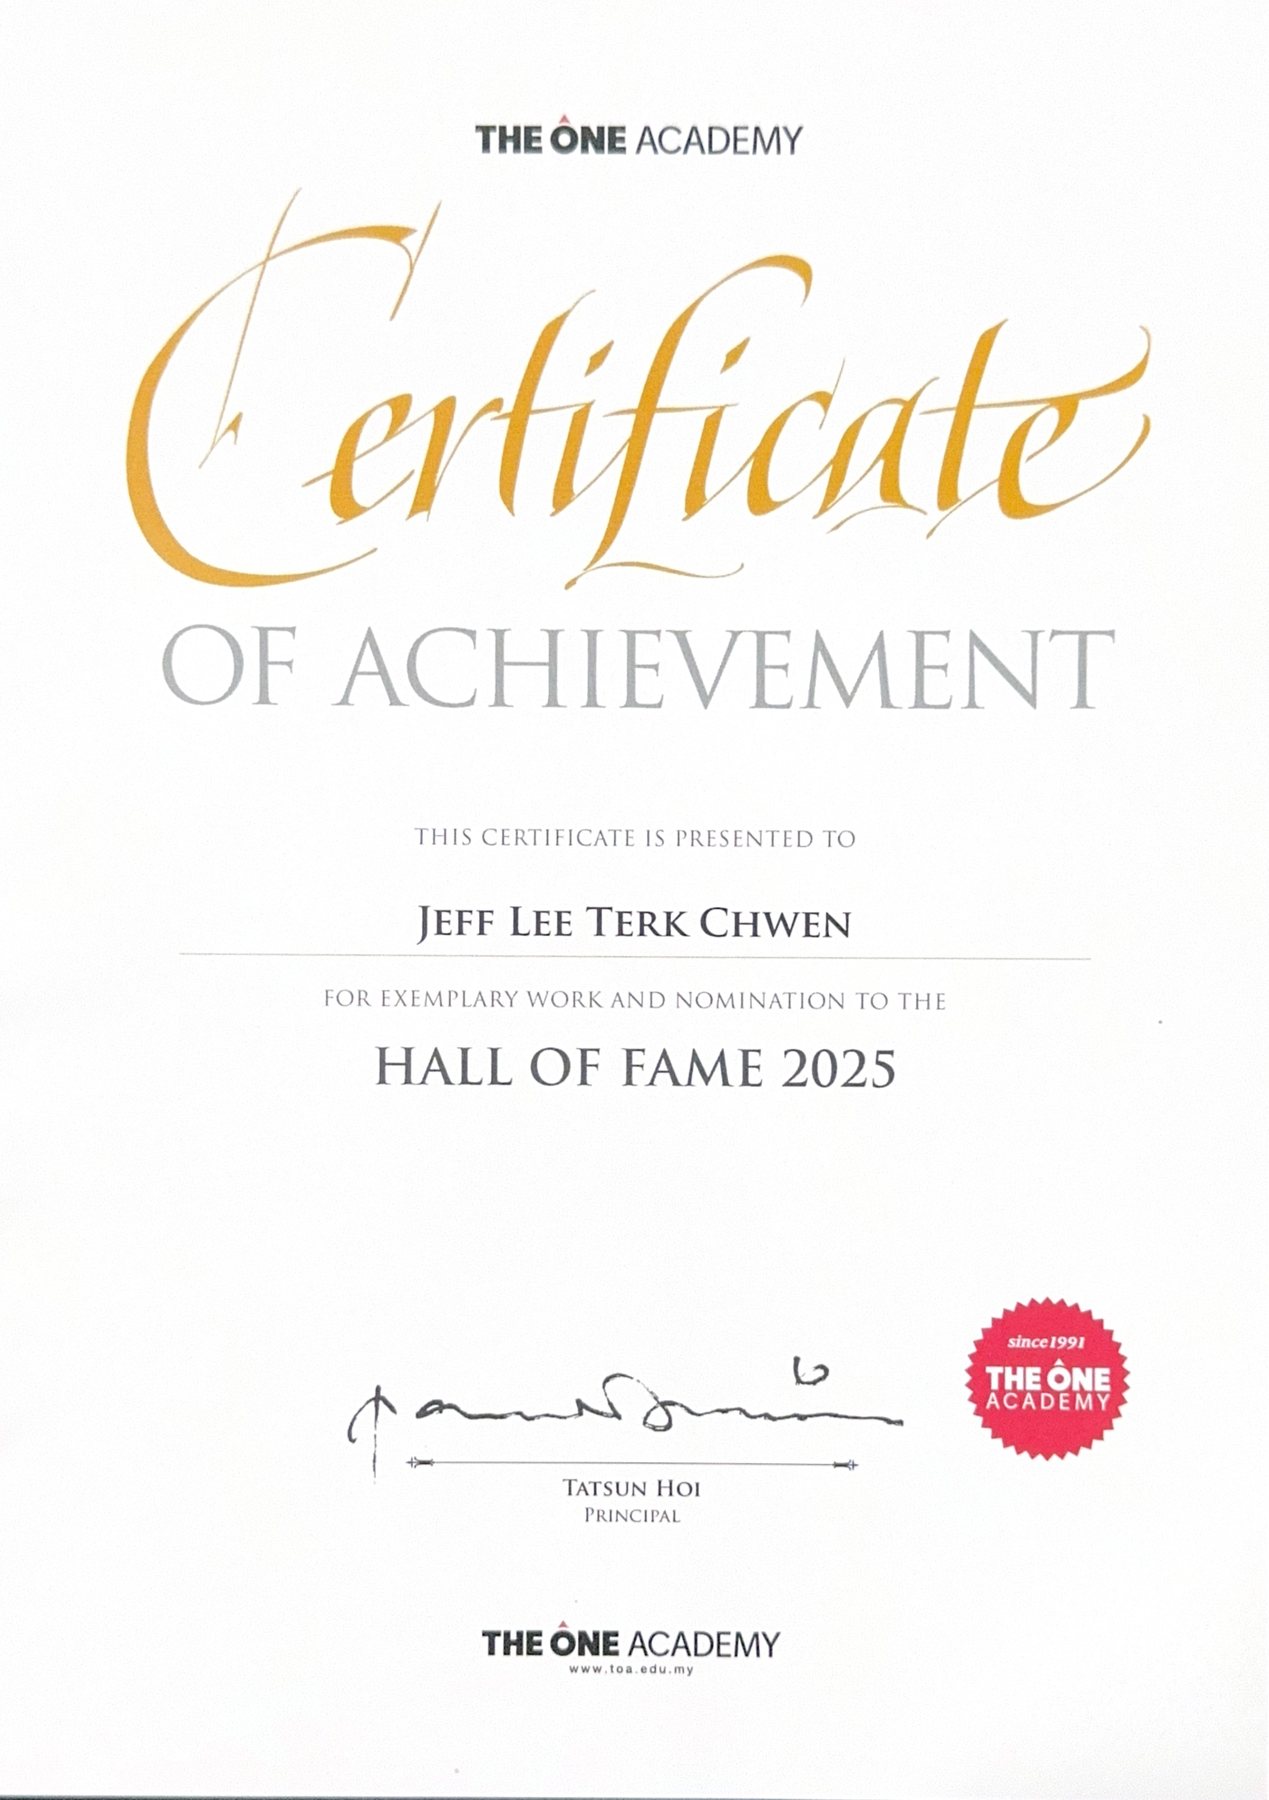 THE ONE ACADEMY
Certificate
OF ACHIEVEMENT
THIS CERTIFICATE IS PRESENTED TO
JEFF LEE TERK CHWEN
FOR EXEMPLARY WORK AND NOMINATION TO THE
HALL OF FAME 2025
since1991
THE ONE
ACADEMY
TATSUN HOI
PRINCIPAL
THE ONE ACADEMY
www.toa.edu.my